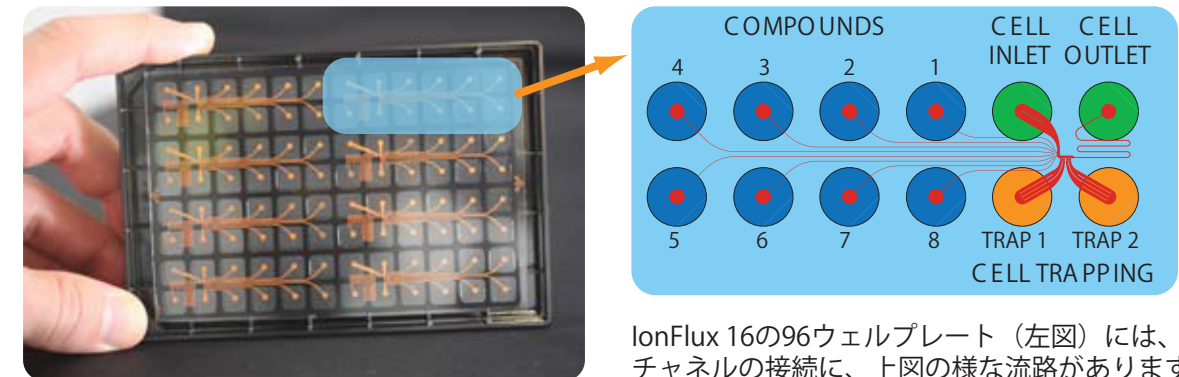 COMPOUNDS
CELL INLET
CELL OUTLET
4 3 2 1
5 6 7 8
TRAP 1 TRAP 2
CELL TRAPPING
IonFlux 16の96ウェルプレート（左図）には、
チャネルの接続に、上図の様な流路があります